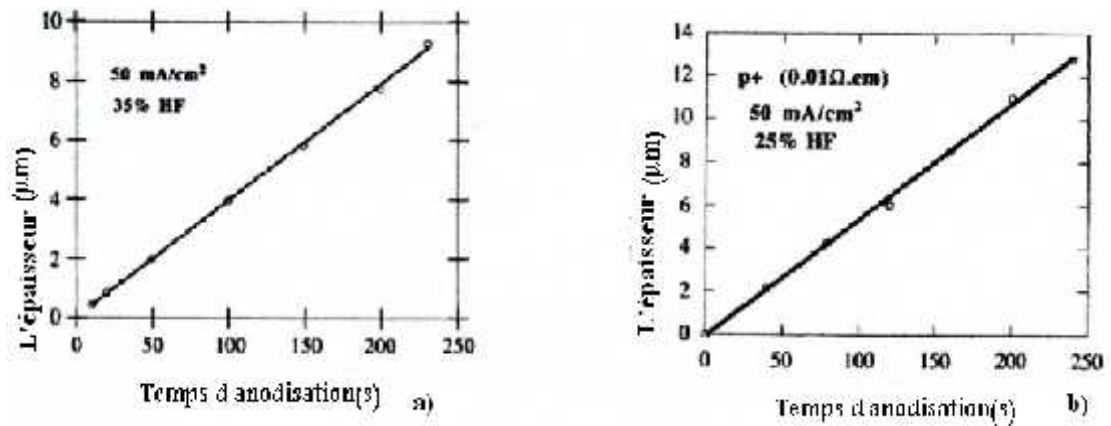 10
8
6
4
2
0
L'épaisseur (µm)
50 mA/cm²
35% HF
0 50 100 150 200 250
Temps d anodisation(s) a)
14
12
10
8
6
4
2
0
L'épaisseur (µm)
p+ (0.01Ω.cm)
50 mA/cm²
25% HF
0 50 100 150 200 250
Temps d anodisation(s) b)